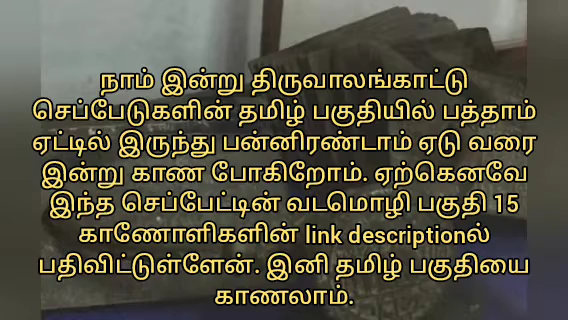 நாம் இன்று திருவாலங்காட்டு
செப்பேடுகளின் தமிழ் பகுதியில் பத்தாம்
ஏட்டில் இருந்து பன்னிரண்டாம் ஏடு வரை
இன்று காண போகிறோம். ஏற்கெனவே
இந்த செப்பேட்டின் வடமொழி பகுதி 15
காணோளிகளின் link descriptionல்
பதிவிட்டுள்ளேன். இனி தமிழ் பகுதியை
காணலாம்.